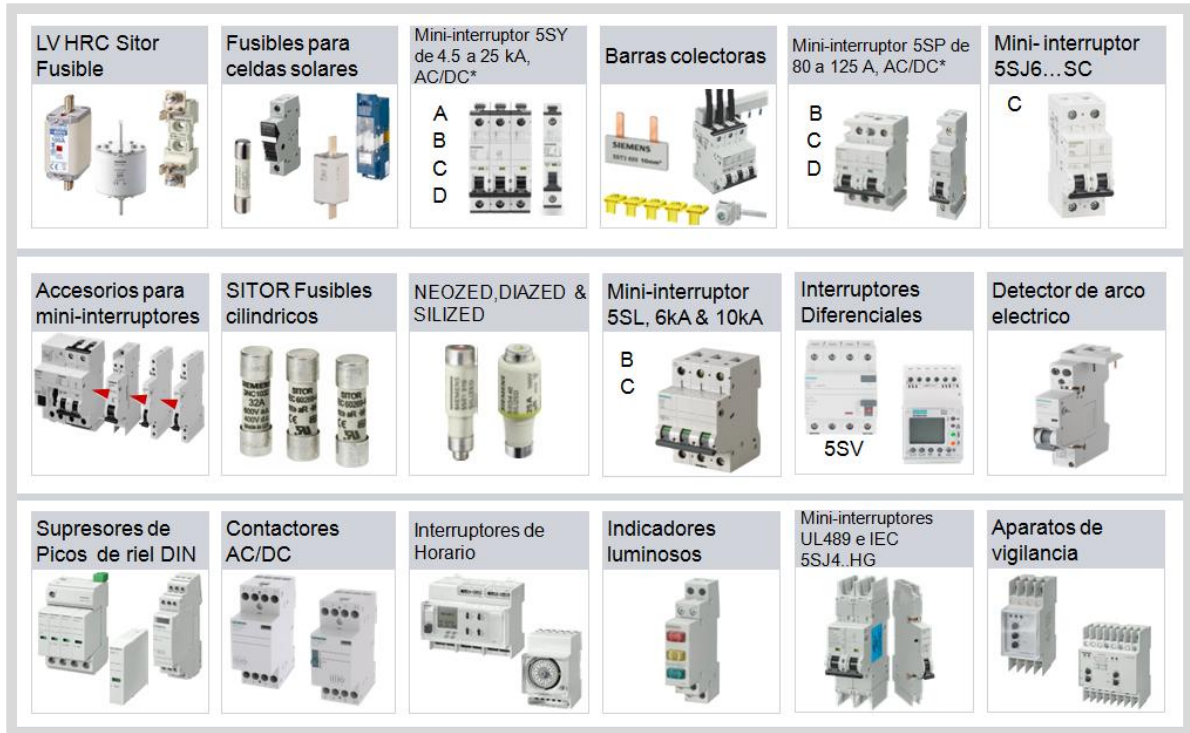 LV HRC Sitor
Fusible
Fusibles para
celdas solares
Mini-interruptor 5SY
de 4.5 a 25 kA,
AC/DC*
A
B
C
D
Barras colectoras
SIEMENS
Mini-interruptor 5SP de
80 a 125 A, AC/DC*
B
C
D
Mini- interruptor
5SJ6...SC
C
Accesorios para
mini-interruptores
SITOR Fusibles
cilindricos
32A
SITOR
NEOZED,DIAZED &
SILIZED
Mini-interruptor
5SL, 6kA & 10kA
B
C
Interruptores
Diferenciales
5SV
Detector de arco
electrico
Supresores de
Picos de riel DIN
Contactores
AC/DC
Interruptores de
Horario
Indicadores
luminosos
Mini-interruptores
UL489 e IEC
5SJ4..HG
Aparatos de
vigilancia